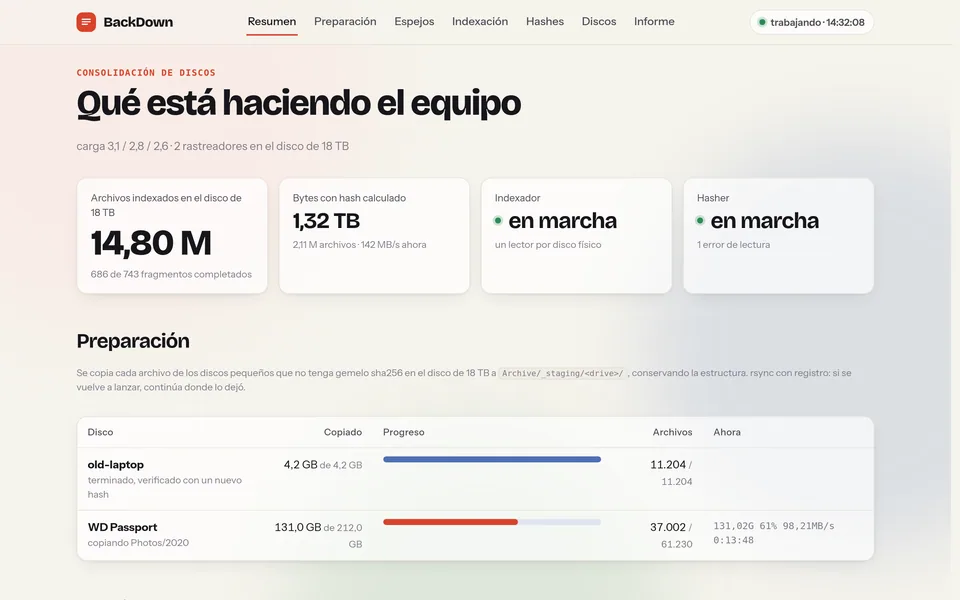 BackDown
Resumen
Preparación
Espejos
Indexación
Hashes
Discos
Informe
trabajando · 14:32:08
CONSOLIDACIÓN DE DISCOS
Qué está haciendo el equipo
carga 3,1 / 2,8 / 2,6 · 2 rastreadores en el disco de 18 TB
Archivos indexados en el disco de
18 TB
14,80 M
686 de 743 fragmentos completados
Bytes con hash calculado
1,32 TB
2,11 M archivos · 142 MB/s ahora
Indexador
en marcha
un lector por disco físico
Hasher
en marcha
1 error de lectura
Preparación
Se copia cada archivo de los discos pequeños que no tenga gemelo sha256 en el disco de 18 TB a Archive/_staging/<drive>/ , conservando la estructura. rsync con registro: si se
vuelve a lanzar, continúa donde lo dejó.
Disco
Copiado
Progreso
Archivos
Ahora
old-laptop
terminado, verificado con un nuevo
hash
4,2 GB de 4,2 GB
11.204 /
11.204
WD Passport
copiando Photos/2020
131,0 GB de 212,0
GB
37.002 /
61.230
131,02G 61% 98,21MB/s
0:13:48